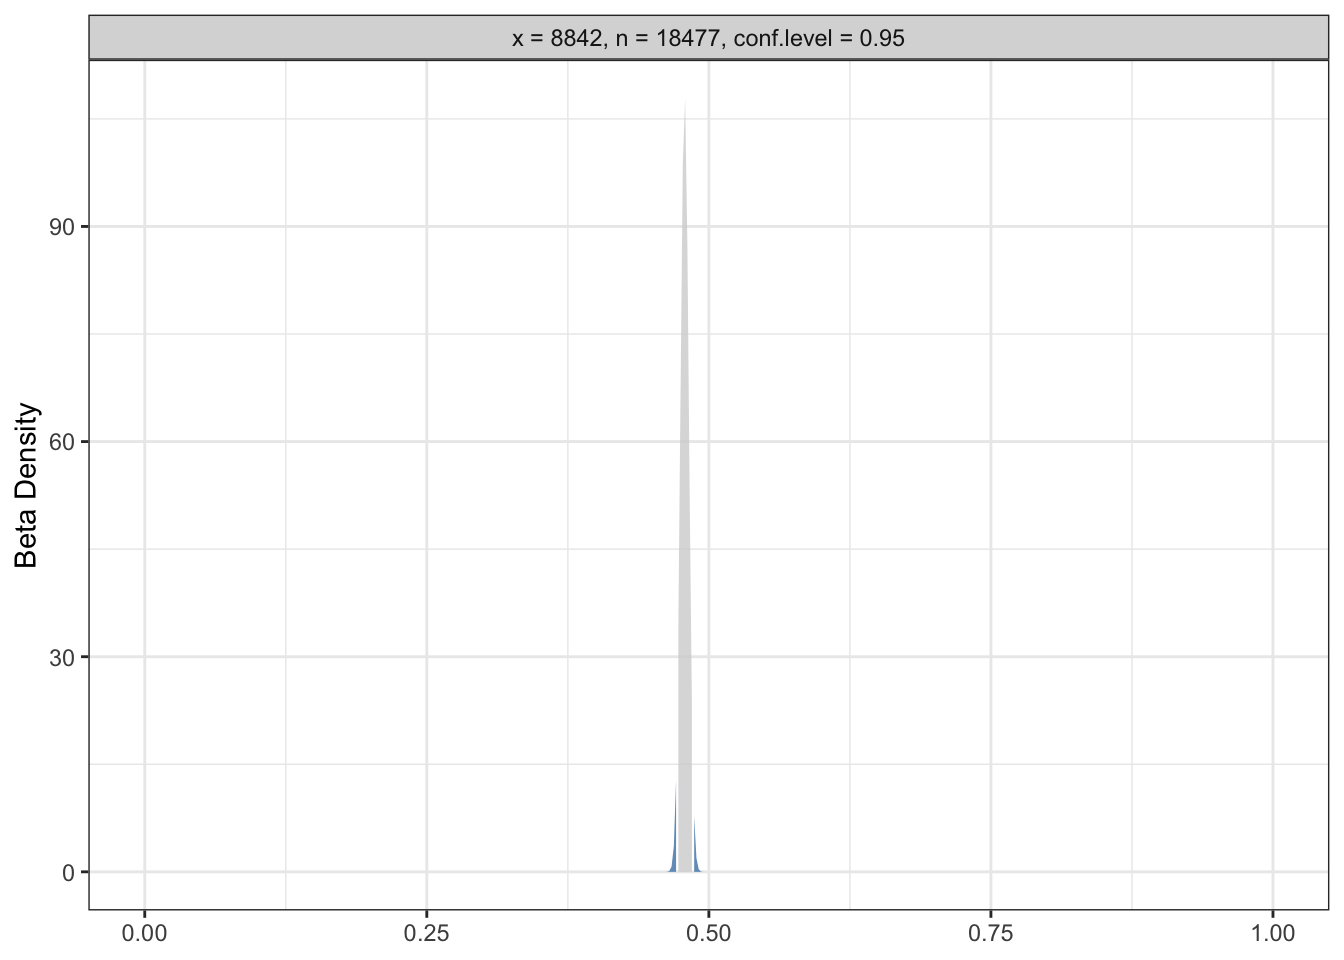 x = 8842, n = 18477, conf.level = 0.95
Beta Density
90
60
30
0
0.00 0.25 0.50 0.75 1.00